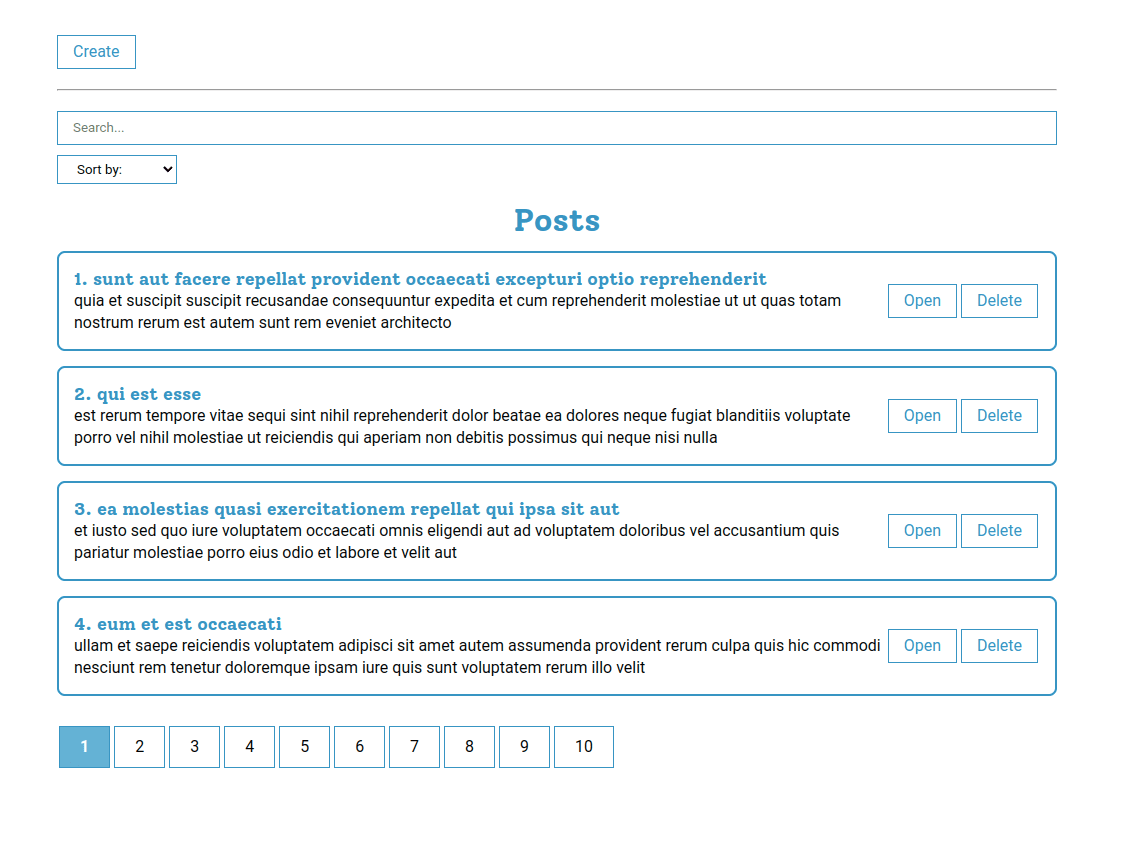 Create
Search...
Sort by:
Posts
1. sunt aut facere repellat provident occaecati excepturi optio reprehenderit
quia et suscipit suscipit recusandae consequuntur expedita et cum reprehenderit molestiae ut ut quas totam
nostrum rerum est autem sunt rem eveniet architecto
Open Delete
2. qui est esse
est rerum tempore vitae sequi sint nihil reprehenderit dolor beatae ea dolores neque fugiat blanditiis voluptate
porro vel nihil molestiae ut reiciendis qui aperiam non debitis possimus qui neque nisi nulla
Open Delete
3. ea molestias quasi exercitationem repellat qui ipsa sit aut
et iusto sed quo iure voluptatem occaecati omnis eligendi aut ad voluptatem doloribus vel accusantium quis
pariatur molestiae porro eius odio et labore et velit aut
Open Delete
4. eum et est occaecati
ullam et saepe reiciendis voluptatem adipisci sit amet autem assumenda provident rerum culpa quis hic commodi
nesciunt rem tenetur doloremque ipsam iure quis sunt voluptatem rerum illo velit
Open Delete
1 2 3 4 5 6 7 8 9 10